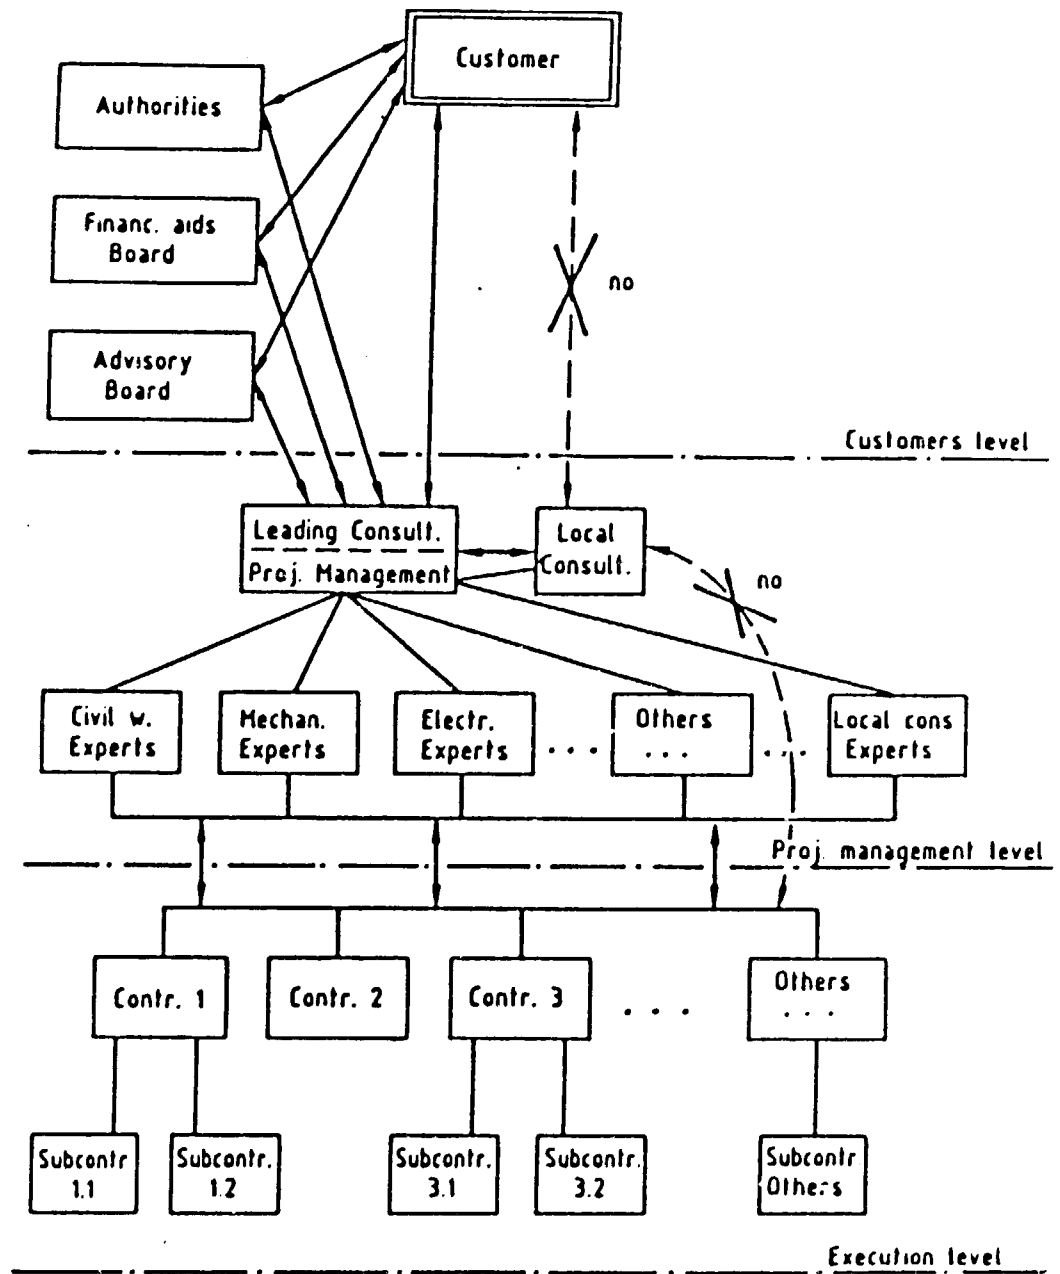 Customer
Authorities
Financ. aids
Board
no
Advisory
Board
Customers level
Leading Consult.
Proj. Management
Local
Consult.
no
Civil w.
Experts
Mechan.
Experts
Electr.
Experts
. . .
Others
. . .
. . .
Local cons
Experts
Proj. management level
Contr. 1
Contr. 2
Contr. 3
. . .
Others
. . .
Subcontr
1.1
Subcontr.
1.2
Subcontr.
3.1
Subcontr.
3.2
Subcontr
Others
Execution level